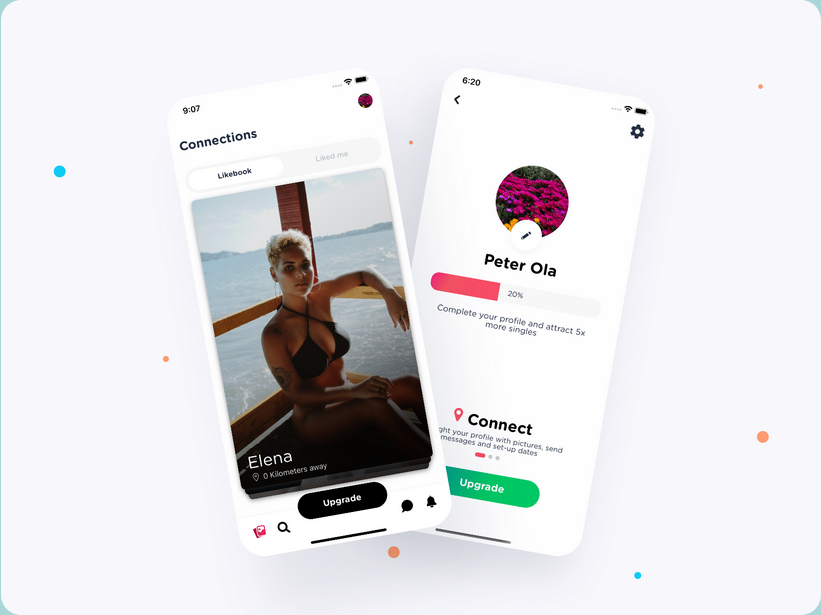 9:07
Connections
Likebook
Liked me
Elena
0 Kilometers away
Upgrade
6:20
Peter Ola
20%
Complete your profile and attract 5x
more singles
Connect
your profile with pictures, send
messages and set-up dates
Upgrade